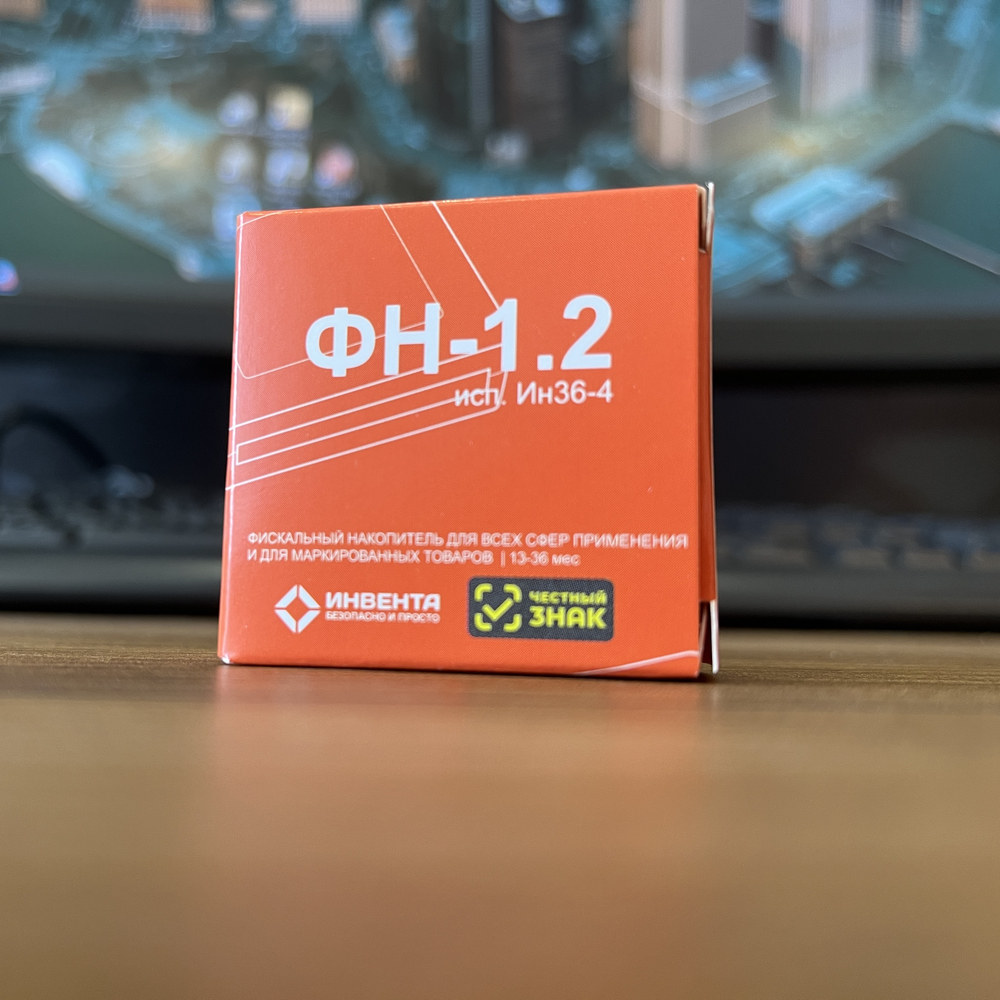 ФН-1.2
исп. Ин36-4
ФИСКАЛЬНЫЙ НАКОПИТЕЛЬ ДЛЯ ВСЕХ СФЕР ПРИМЕНЕНИЯ
И ДЛЯ МАРКИРОВАННЫХ ТОВАРОВ | 13-36 мес
ИНВЕНТА
БЕЗОПАСНО И ПРОСТО
ЧЕСТНЫЙ
ЗНАК